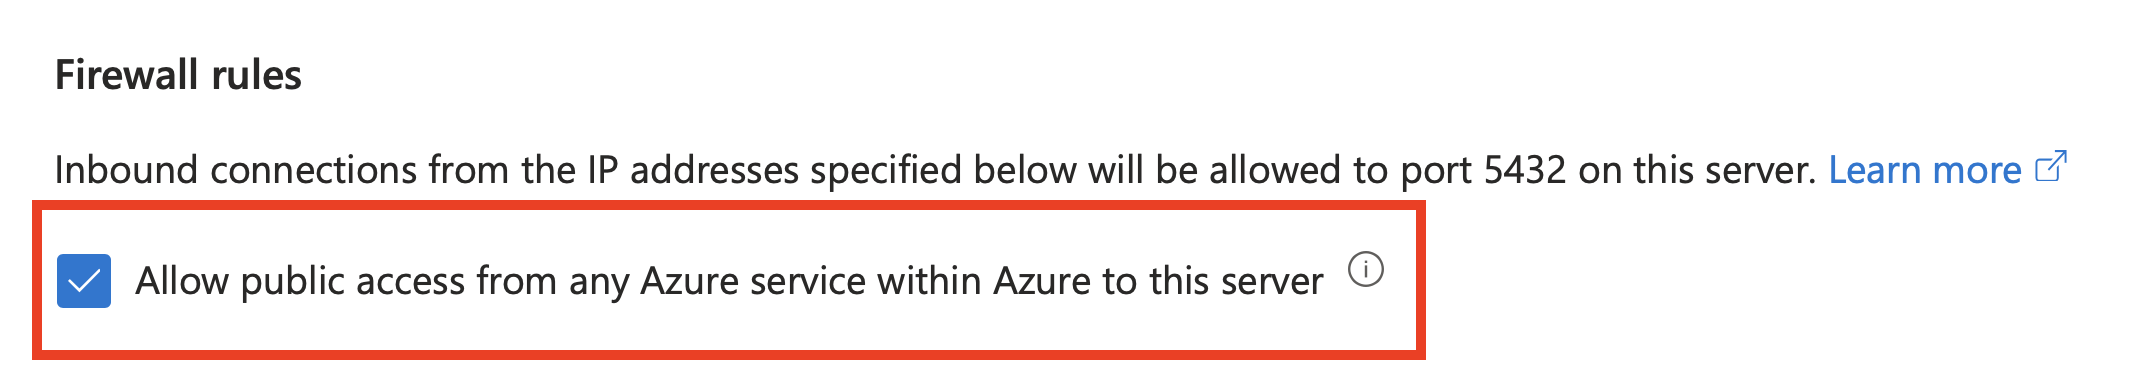 Firewall rules
Inbound connections from the IP addresses specified below will be allowed to port 5432 on this server. Learn more
Allow public access from any Azure service within Azure to this server